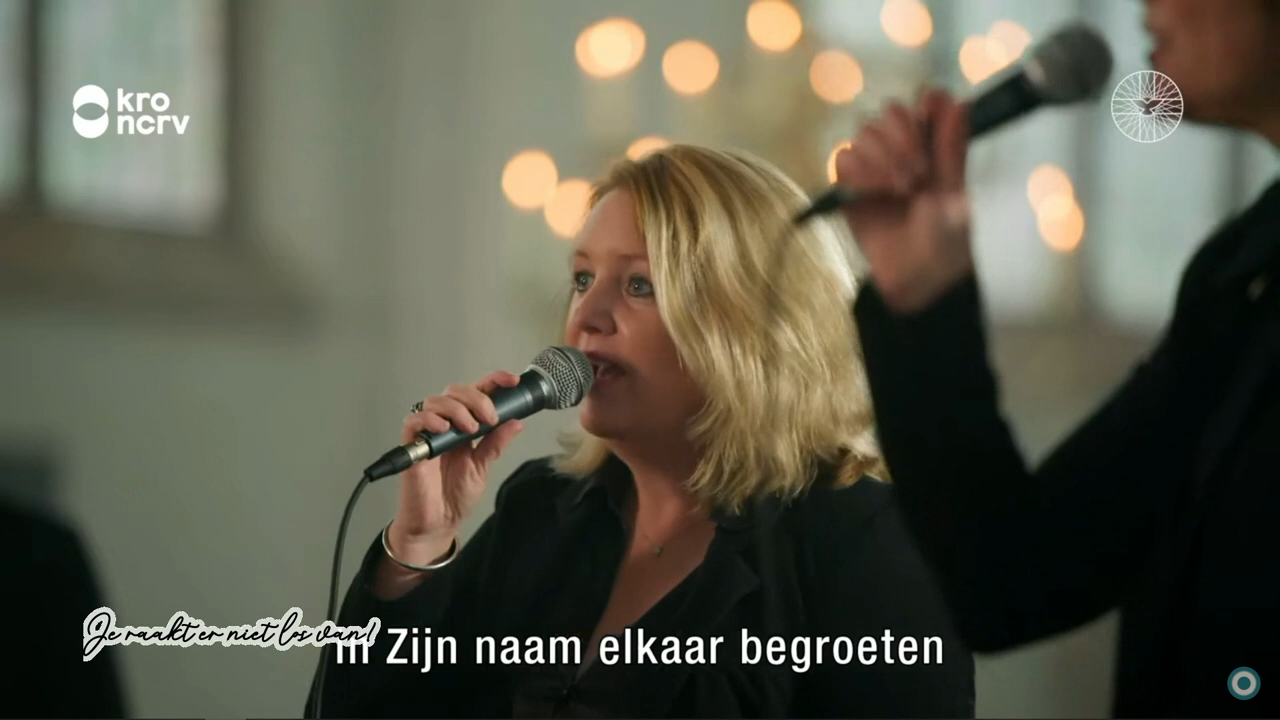 kro
ncrv
Je raakt er niet los van!
In Zijn naam elkaar begroeten